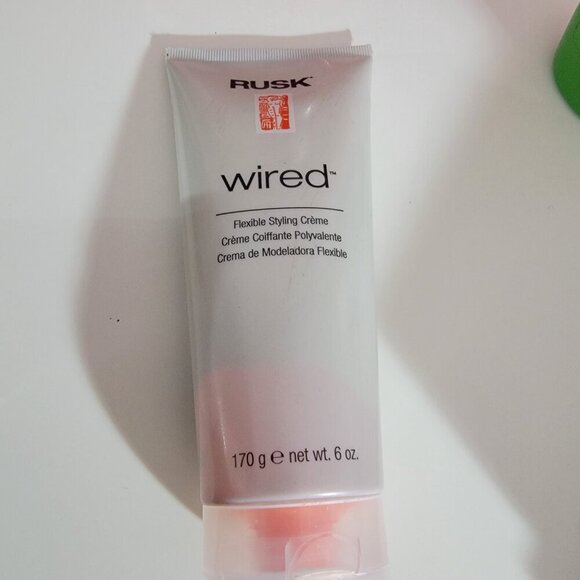 RUSK
wired™
Flexible Styling Crème
Crème Coiffante Polyvalente
Crema de Modeladora Flexible
170 g ℮ net wt. 6 oz.